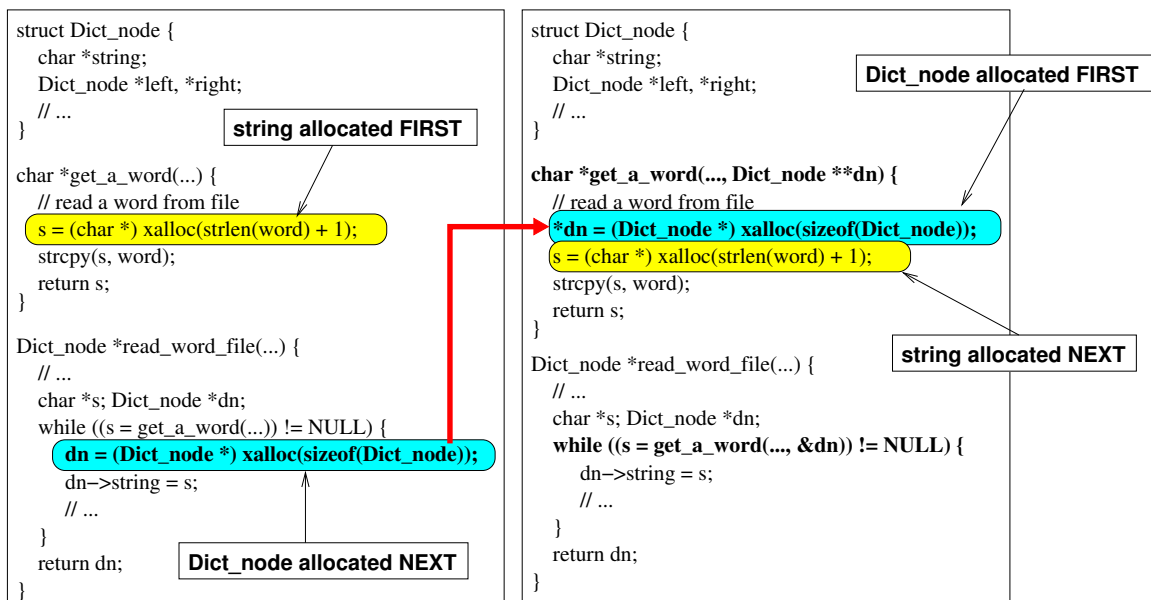 struct Dict_node {
char *string;
Dict_node *left, *right;
// ...
}
string allocated FIRST
char *get_a_word(...) {
// read a word from file
s = (char *) xalloc(strlen(word) + 1);
strcpy(s, word);
return s;
}
Dict_node *read_word_file(...) {
// ...
char *s; Dict_node *dn;
while ((s = get_a_word(...)) != NULL) {
dn = (Dict_node *) xalloc(sizeof(Dict_node));
dn−>string = s;
// ...
}
return dn;
}
Dict_node allocated NEXT
struct Dict_node {
char *string;
Dict_node *left, *right;
// ...
}
Dict_node allocated FIRST
char *get_a_word(..., Dict_node **dn) {
// read a word from file
*dn = (Dict_node *) xalloc(sizeof(Dict_node));
s = (char *) xalloc(strlen(word) + 1);
strcpy(s, word);
return s;
}
string allocated NEXT
Dict_node *read_word_file(...) {
// ...
char *s; Dict_node *dn;
while ((s = get_a_word(..., &dn)) != NULL) {
dn−>string = s;
// ...
}
return dn;
}